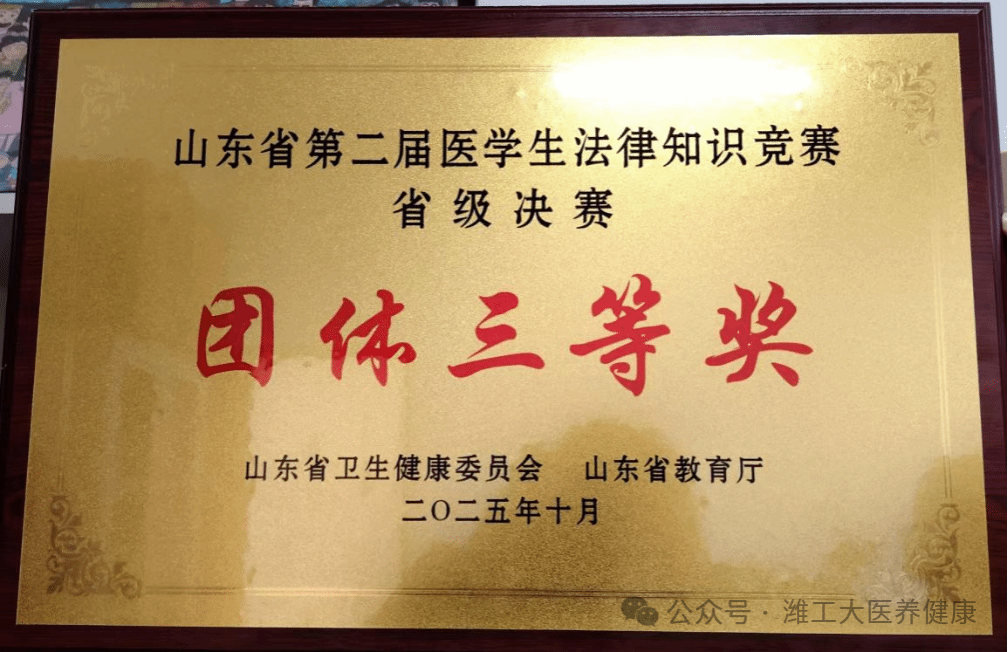 山东省第二届医学生法律知识竞赛
省级决赛
团体三等奖
山东省卫生健康委员会 山东省教育厅
二〇二五年十月
公众号·潍工大医养健康